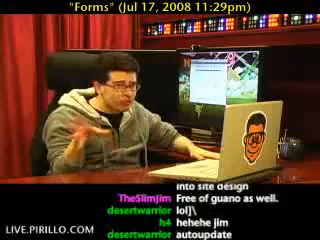 "Forms" (Jul 17, 2008 11:29pm)
into site design
TheSlimJim Free of guano as well.
desertwarrior lol]\
h4 hehehe jim
desertwarrior autoupdate
LIVE.PIRILLO.COM